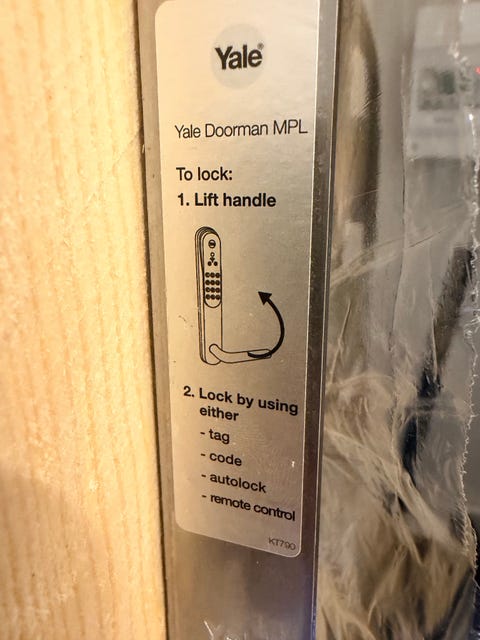 Yale®
Yale Doorman MPL
To lock:
1. Lift handle
2. Lock by using
either
- tag
- code
- autolock
- remote control
KT790